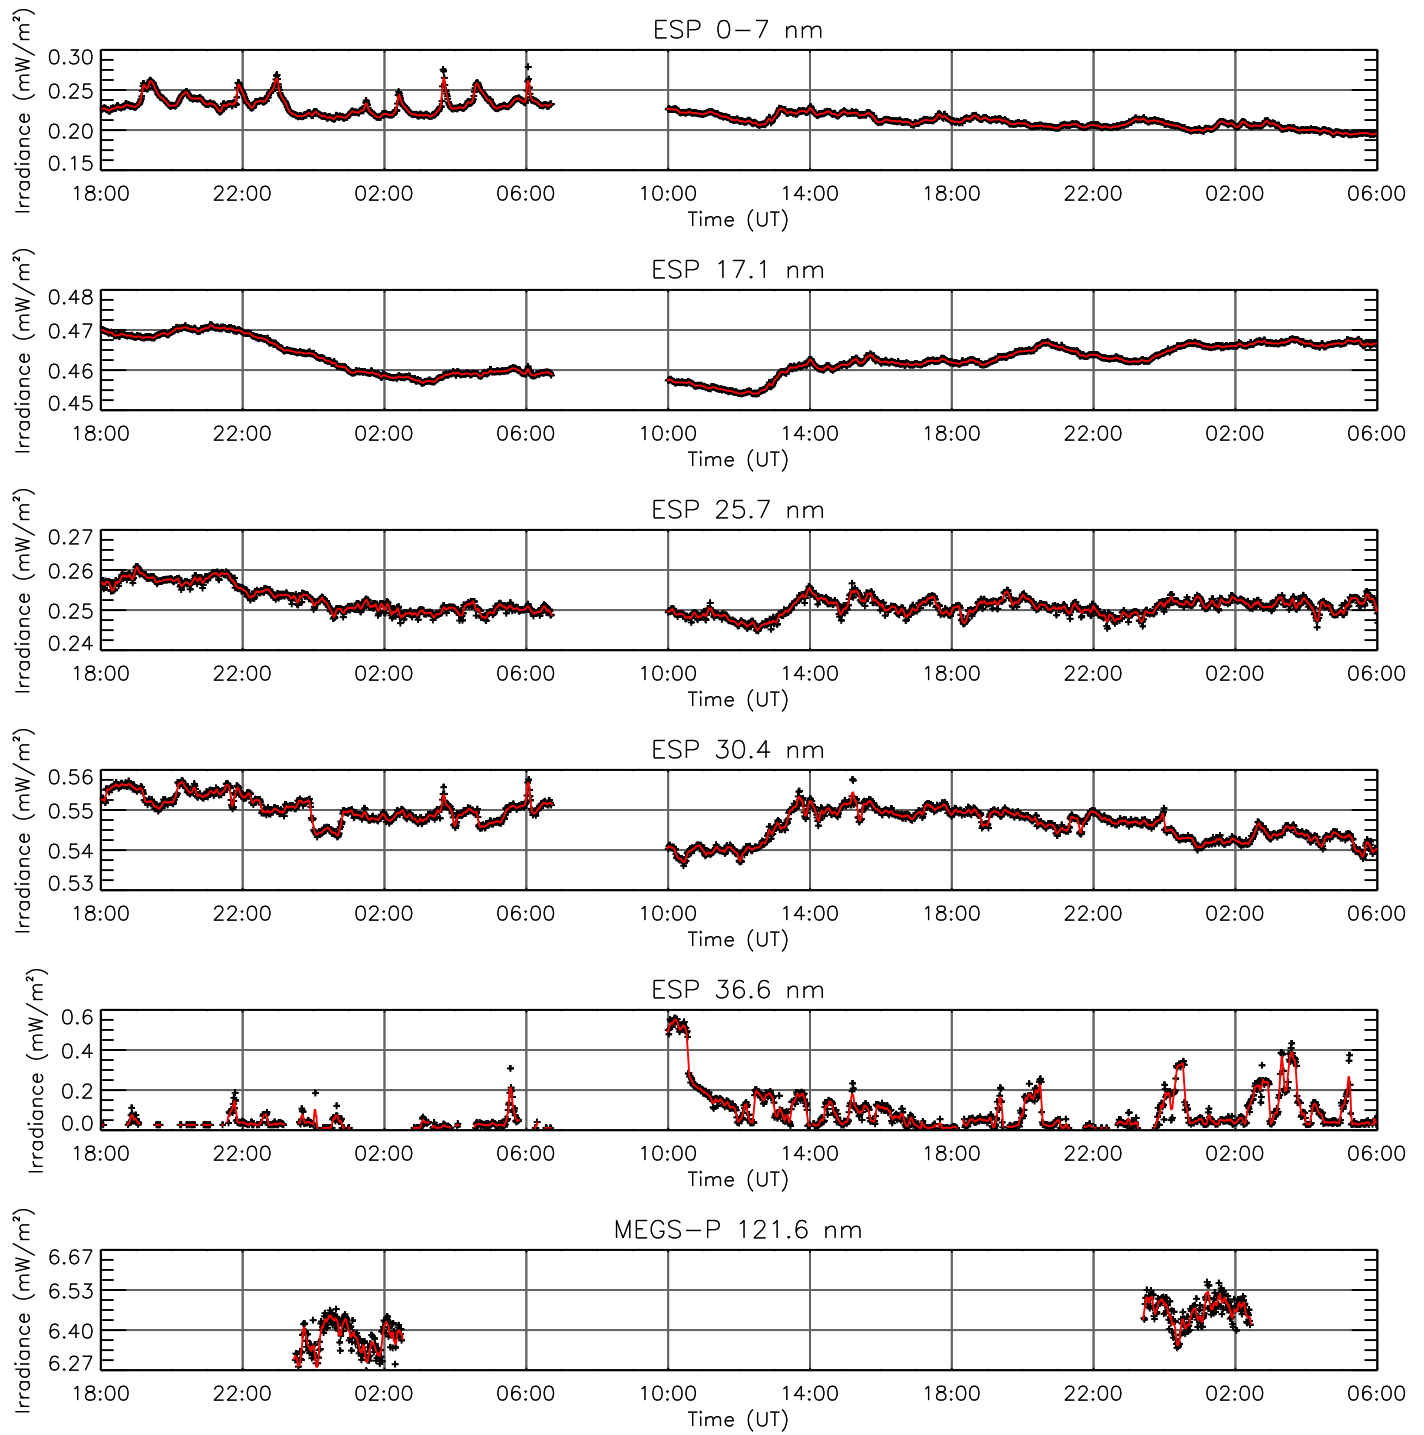 ESP 0-7 nm
Irradiance (mW/m²)
0.30
0.25
0.20
0.15
18:00 22:00 02:00 06:00 10:00 14:00 18:00 22:00 02:00 06:00
Time (UT)
ESP 17.1 nm
Irradiance (mW/m²)
0.48
0.47
0.46
0.45
18:00 22:00 02:00 06:00 10:00 14:00 18:00 22:00 02:00 06:00
Time (UT)
ESP 25.7 nm
Irradiance (mW/m²)
0.27
0.26
0.25
0.24
18:00 22:00 02:00 06:00 10:00 14:00 18:00 22:00 02:00 06:00
Time (UT)
ESP 30.4 nm
Irradiance (mW/m²)
0.56
0.55
0.54
0.53
18:00 22:00 02:00 06:00 10:00 14:00 18:00 22:00 02:00 06:00
Time (UT)
ESP 36.6 nm
Irradiance (mW/m²)
0.6
0.4
0.2
0.0
18:00 22:00 02:00 06:00 10:00 14:00 18:00 22:00 02:00 06:00
Time (UT)
MEGS-P 121.6 nm
Irradiance (mW/m²)
6.67
6.53
6.40
6.27
18:00 22:00 02:00 06:00 10:00 14:00 18:00 22:00 02:00 06:00
Time (UT)